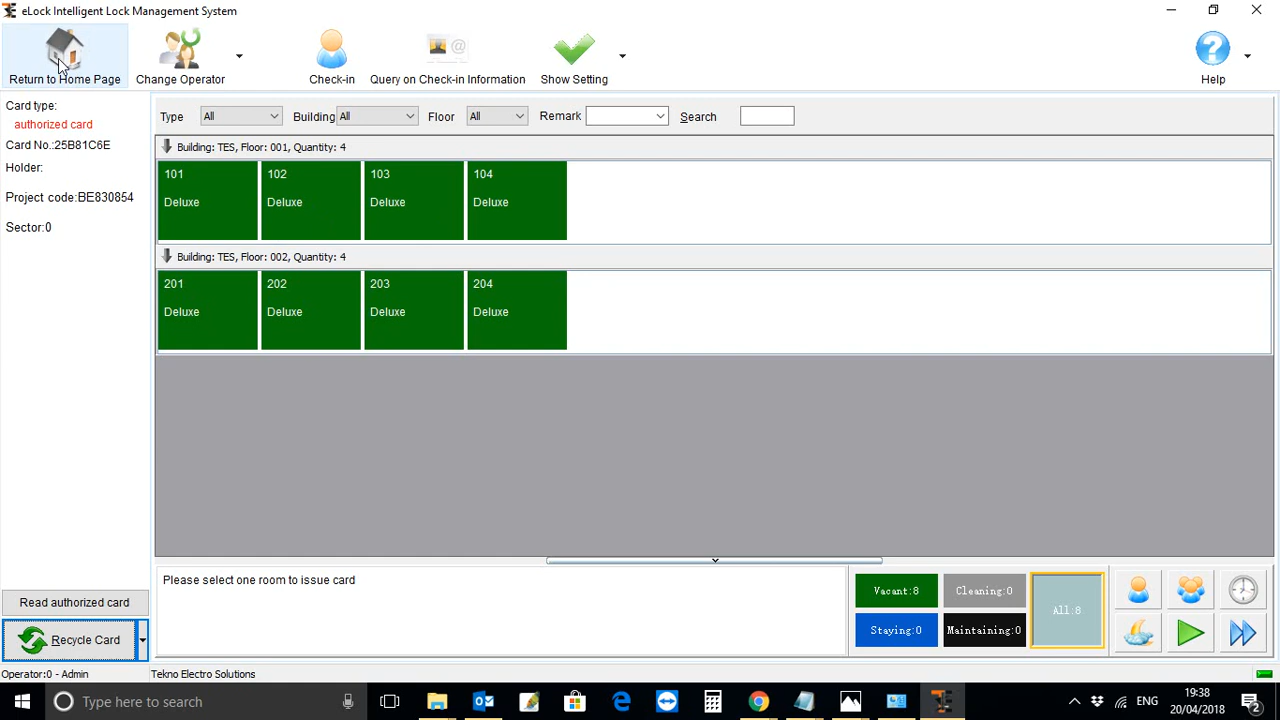 eLock Intelligent Lock Management System
Return to Home Page
Change Operator
Check-in
Query on Check-in Information
Show Setting
Help
Card type:
authorized card
Card No.:25B81C6E
Holder:
Project code:BE830854
Sector:0
Type All Building All Floor All Remark Search
Building: TES, Floor: 001, Quantity: 4
101 102 103 104
Deluxe Deluxe Deluxe Deluxe
Building: TES, Floor: 002, Quantity: 4
201 202 203 204
Deluxe Deluxe Deluxe Deluxe
Please select one room to issue card
Vacant:8 Cleaning:0
All:8
Staying:0 Maintaining:0
Read authorized card
Recycle Card
Operator:0 - Admin Tekno Electro Solutions
Type here to search
ENG
19:38
20/04/2018
2